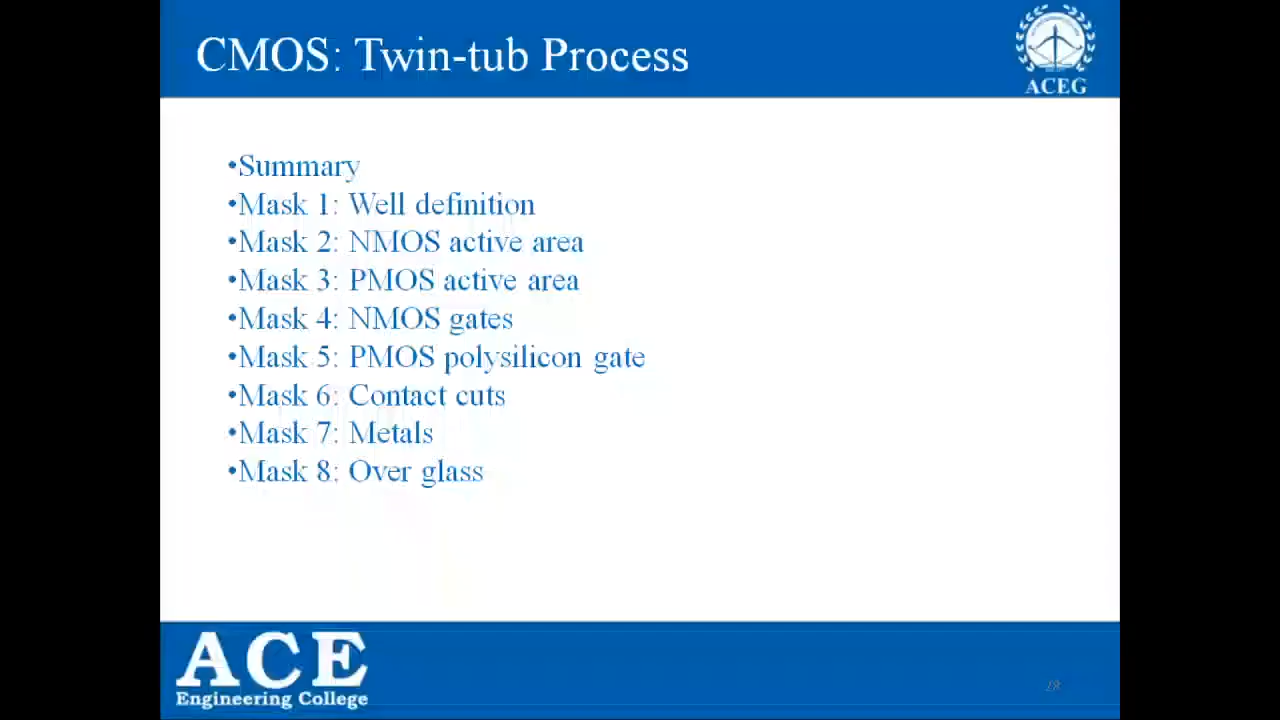 CMOS: Twin-tub Process
ACEG
•Summary
•Mask 1: Well definition
•Mask 2: NMOS active area
•Mask 3: PMOS active area
•Mask 4: NMOS gates
•Mask 5: PMOS polysilicon gate
•Mask 6: Contact cuts
•Mask 7: Metals
•Mask 8: Over glass
ACE
Engineering College